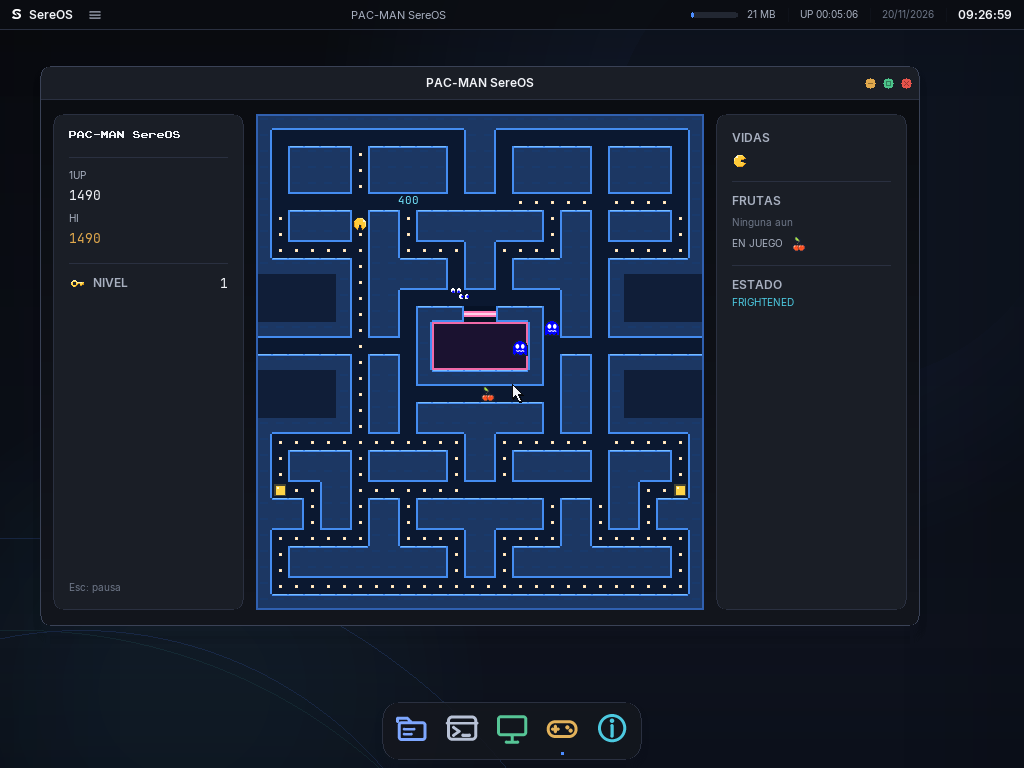 SereOS
PAC-MAN SereOS
21 MB
UP 00:05:06
20/11/2026
09:26:59
PAC-MAN SereOS
PAC-MAN SereOS
1UP
1490
HI
1490
NIVEL 1
Esc: pausa
400
VIDAS
FRUTAS
Ninguna aun
EN JUEGO
ESTADO
FRIGHTENED